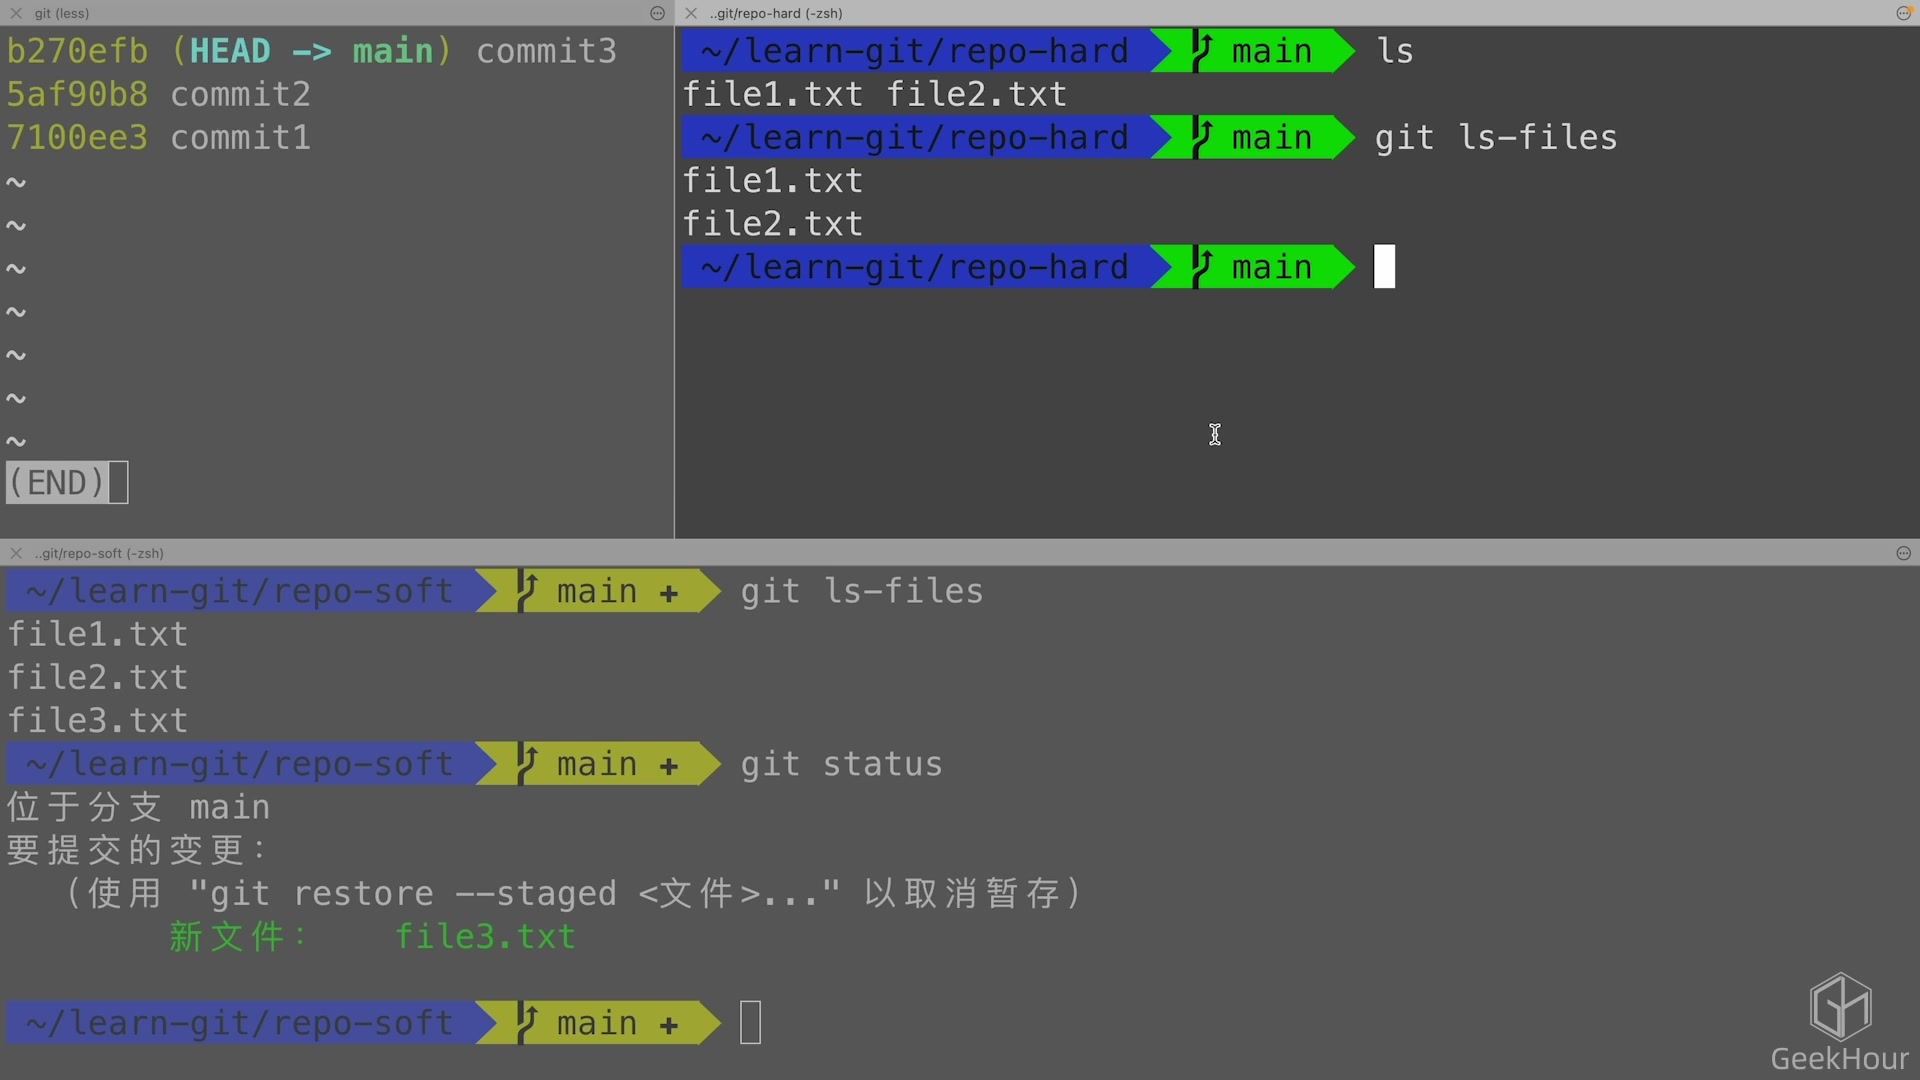 git (less)
b270efb (HEAD -> main) commit3
5af90b8 commit2
7100ee3 commit1
~
~
~
~
~
~
~
(END)
..git/repo-hard (-zsh)
~/learn-git/repo-hard main ls
file1.txt file2.txt
~/learn-git/repo-hard main git ls-files
file1.txt
file2.txt
~/learn-git/repo-hard main
..git/repo-soft (-zsh)
~/learn-git/repo-soft main + git ls-files
file1.txt
file2.txt
file3.txt
~/learn-git/repo-soft main + git status
位于分支 main
要提交的变更：
（使用 "git restore --staged <文件>..." 以取消暂存）
新文件： file3.txt
~/learn-git/repo-soft main +
GeekHour